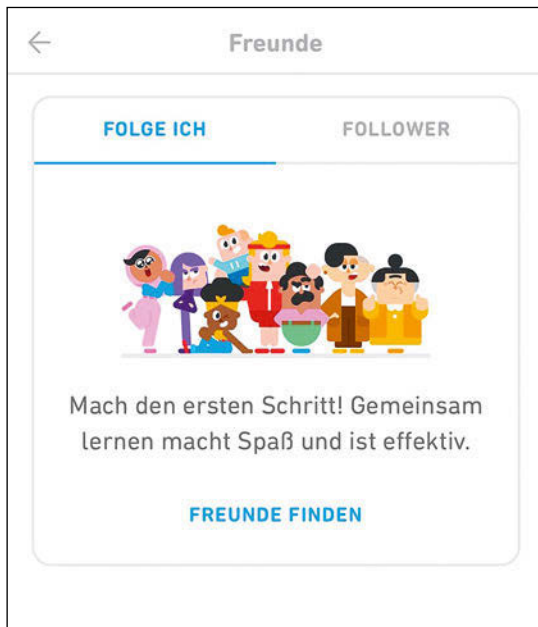 Freunde
FOLGE ICH
FOLLOWER
Mach den ersten Schritt! Gemeinsam
lernen macht Spaß und ist effektiv.
FREUNDE FINDEN